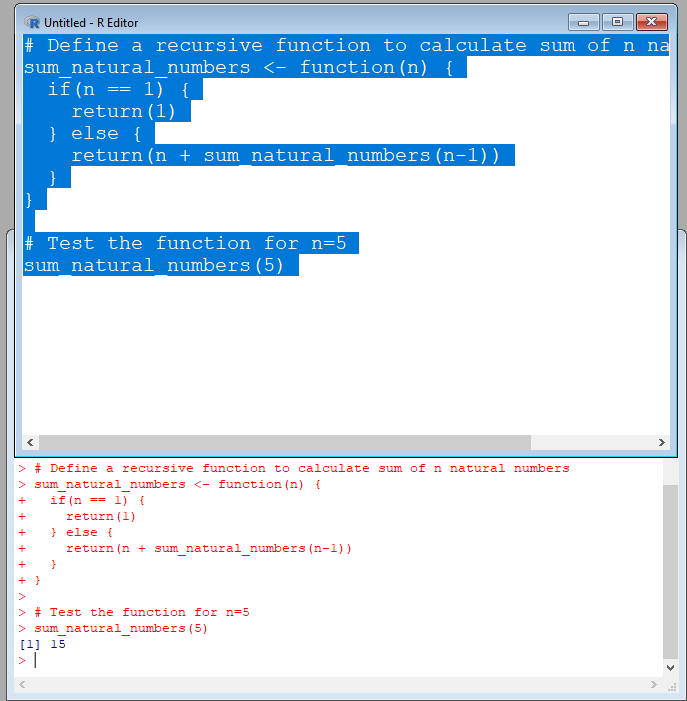 Untitled - R Editor
# Define a recursive function to calculate sum of n na
sum_natural_numbers <- function(n) {
  if(n == 1) {
    return(1)
  } else {
    return(n + sum_natural_numbers(n-1))
  }
}
# Test the function for n=5
sum_natural_numbers(5)
> # Define a recursive function to calculate sum of n natural numbers
> sum_natural_numbers <- function(n) {
+   if(n == 1) {
+     return(1)
+   } else {
+     return(n + sum_natural_numbers(n-1))
+   }
+ }
>
> # Test the function for n=5
> sum_natural_numbers(5)
[1] 15
>